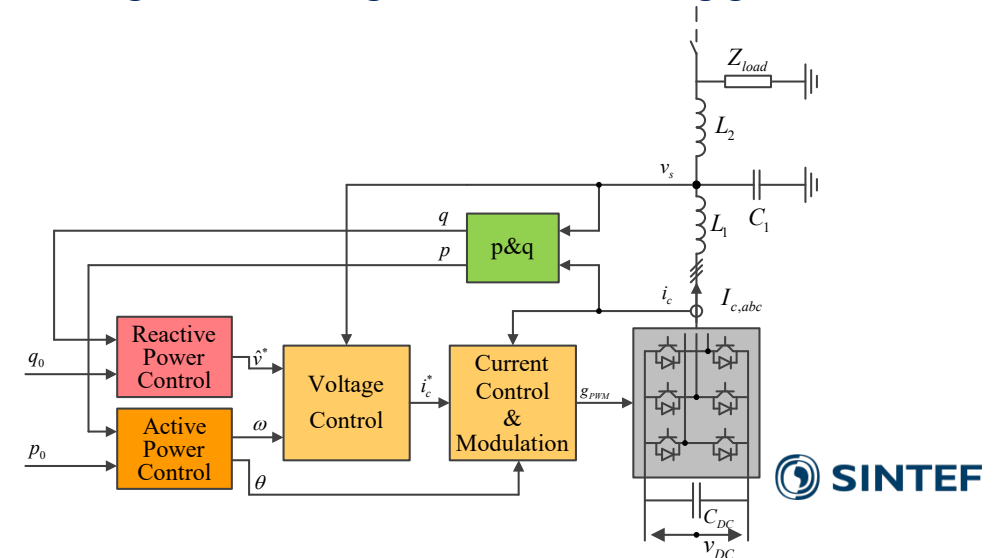 Z_load
L_2
v_s
q
p&q
L_1
C_1
p
i_c
I_c,abc
Reactive
Power
Control
q_0
v̂*
Voltage
Control
i_c^*
Current
Control
&
Modulation
g_PWM
Active
Power
Control
ω
p_0
θ
SINTEF
C_DC
v_DC